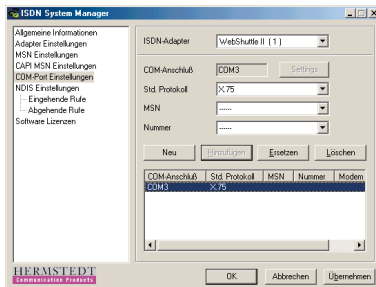 ISDN System Manager
Allgemeine Informationen
Adapter Einstellungen
MSN Einstellungen
CAPI MSN Einstellungen
COM-Port Einstellungen
NDIS Einstellungen
Eingehende Rufe
Abgehende Rufe
Software Lizenzen
ISDN-Adapter WebShuttle II ( 1 )
COM-Anschluß COM3 Settings
Std. Protokoll X.75
MSN -----
Nummer -----
Neu Hinzufügen Ersetzen Löschen
COM-Anschluß Std. Protokoll MSN Nummer Modem
COM3 X.75
HERMSTEDT
Communication Products
OK Abbrechen Übernehmen